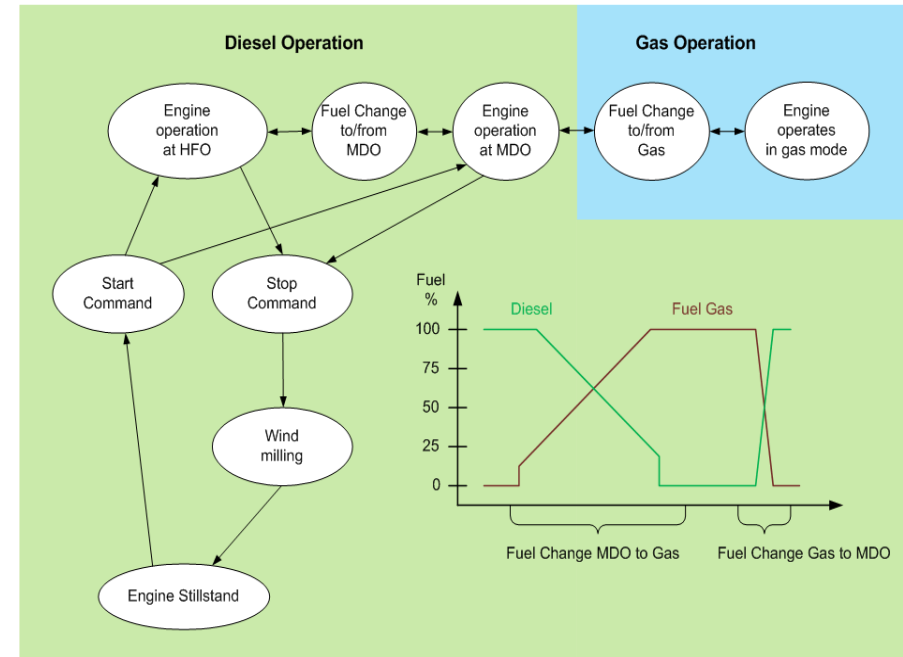 Diesel Operation
Gas Operation
Engine
operation
at HFO
Fuel Change
to/from
MDO
Engine
operation
at MDO
Fuel Change
to/from
Gas
Engine
operates
in gas mode
Start
Command
Stop
Command
Wind
milling
Engine Stillstand
Fuel
%
Diesel
Fuel Gas
100
75
50
25
0
Fuel Change MDO to Gas
Fuel Change Gas to MDO